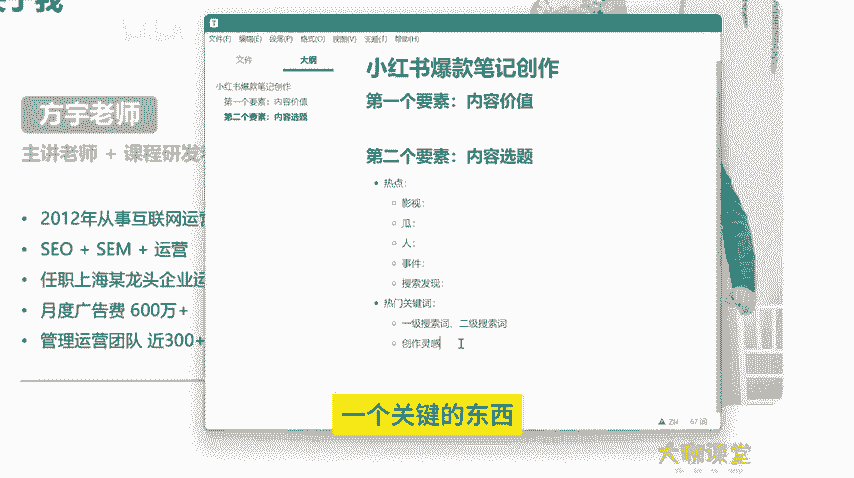 方宇老师
主讲老师 + 课程研发
2012年从事互联网运营
SEO + SEM + 运营
任职上海某龙头企业运
月度广告费 600万+
管理运营团队 近300+
文件(F) 编辑(E) 段落(P) 格式(O) 视图(V) 主题(T) 帮助(H)
文件 大纲
小红书爆款笔记创作
第一个要素：内容价值
第二个要素：内容选题
小红书爆款笔记创作
第一个要素：内容价值
第二个要素：内容选题
热点：
影视：
瓜：
人：
事件：
搜索发现：
热门关键词：
一级搜索词、二级搜索词
创作灵感
67 词
一个关键的东西
大咖课堂